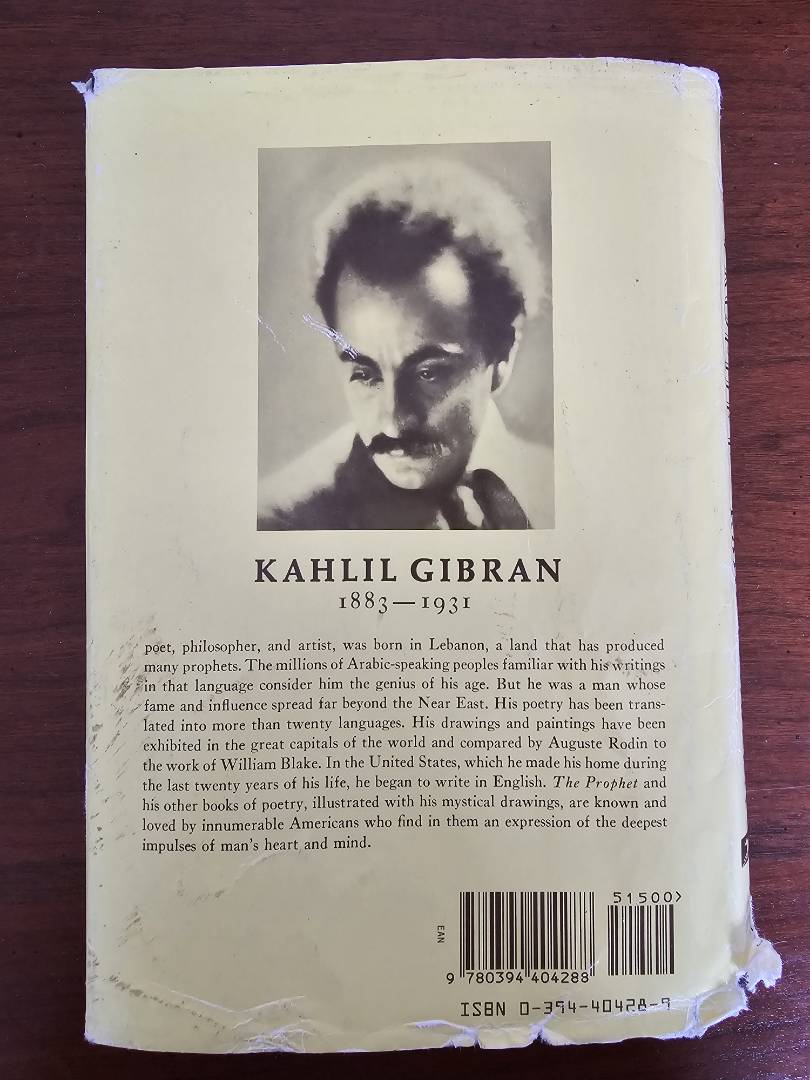 KAHLIL GIBRAN
1883—1931
poet, philosopher, and artist, was born in Lebanon, a land that has produced
many prophets. The millions of Arabic-speaking peoples familiar with his writings
in that language consider him the genius of his age. But he was a man whose
fame and influence spread far beyond the Near East. His poetry has been trans-
lated into more than twenty languages. His drawings and paintings have been
exhibited in the great capitals of the world and compared by Auguste Rodin to
the work of William Blake. In the United States, which he made his home during
the last twenty years of his life, he began to write in English. The Prophet and
his other books of poetry, illustrated with his mystical drawings, are known and
loved by innumerable Americans who find in them an expression of the deepest
impulses of man's heart and mind.
51500>
EAN
9 780394 404288
ISBN 0-394-40428-9